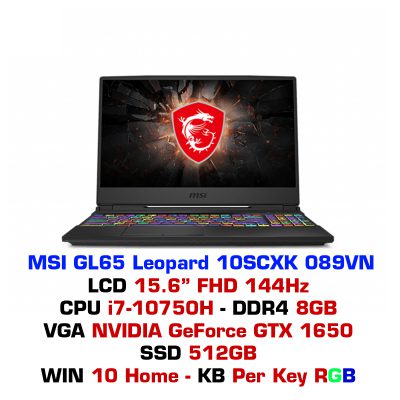 msi
MSI GL65 Leopard 10SCXK 089VN
LCD 15.6” FHD 144Hz
CPU i7-10750H - DDR4 8GB
VGA NVIDIA GeForce GTX 1650
SSD 512GB
WIN 10 Home - KB Per Key RGB